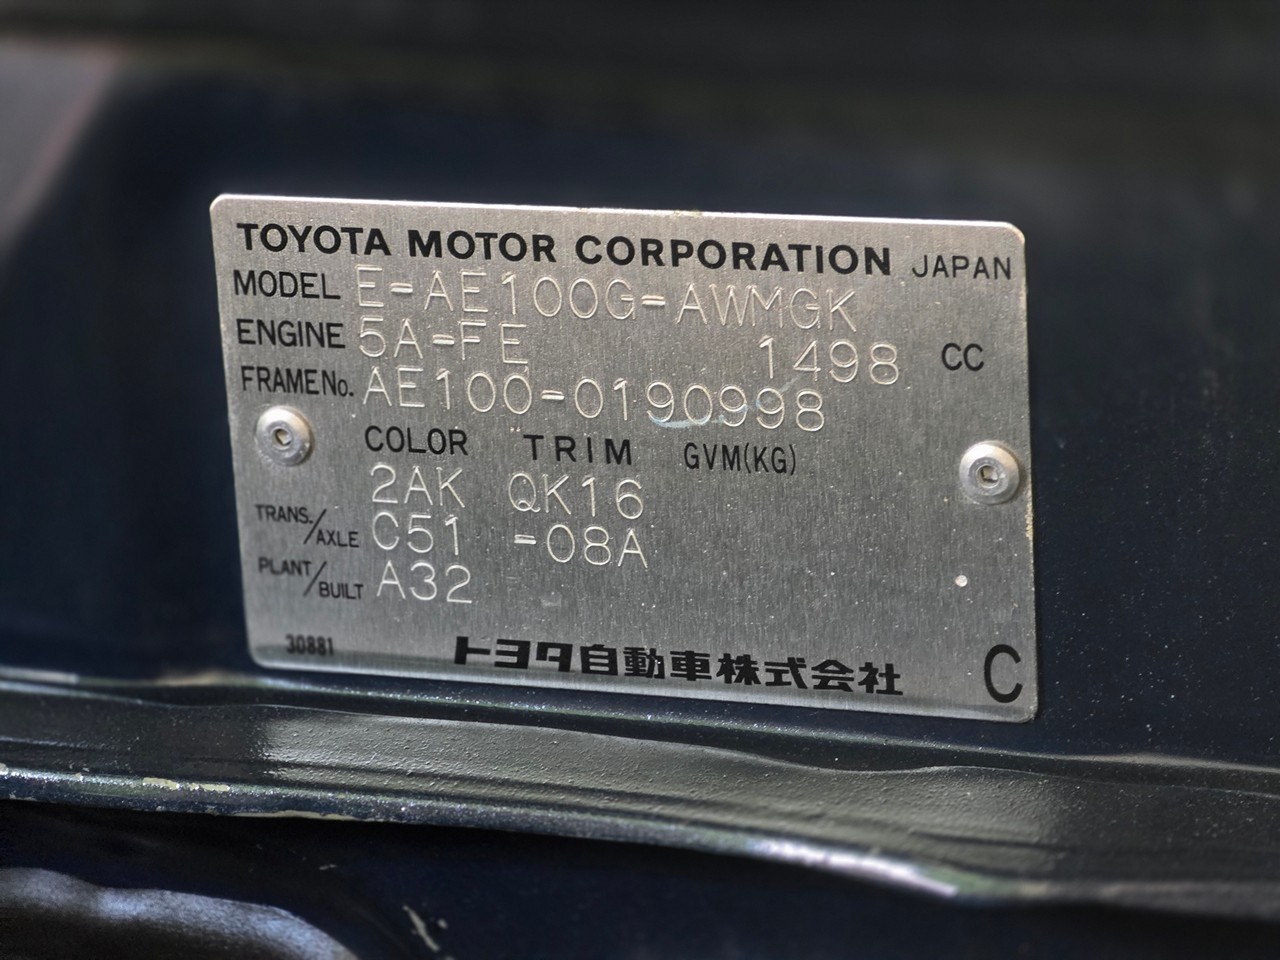 TOYOTA MOTOR CORPORATION JAPAN
MODEL E-AE100G-AWMGK
ENGINE 5A-FE 1498 CC
FRAME No. AE100-0190998
COLOR TRIM GVM(KG)
2AK QK16
TRANS./AXLE C51 -08A
PLANT/BUILT A32
30881 トヨタ自動車株式会社 C